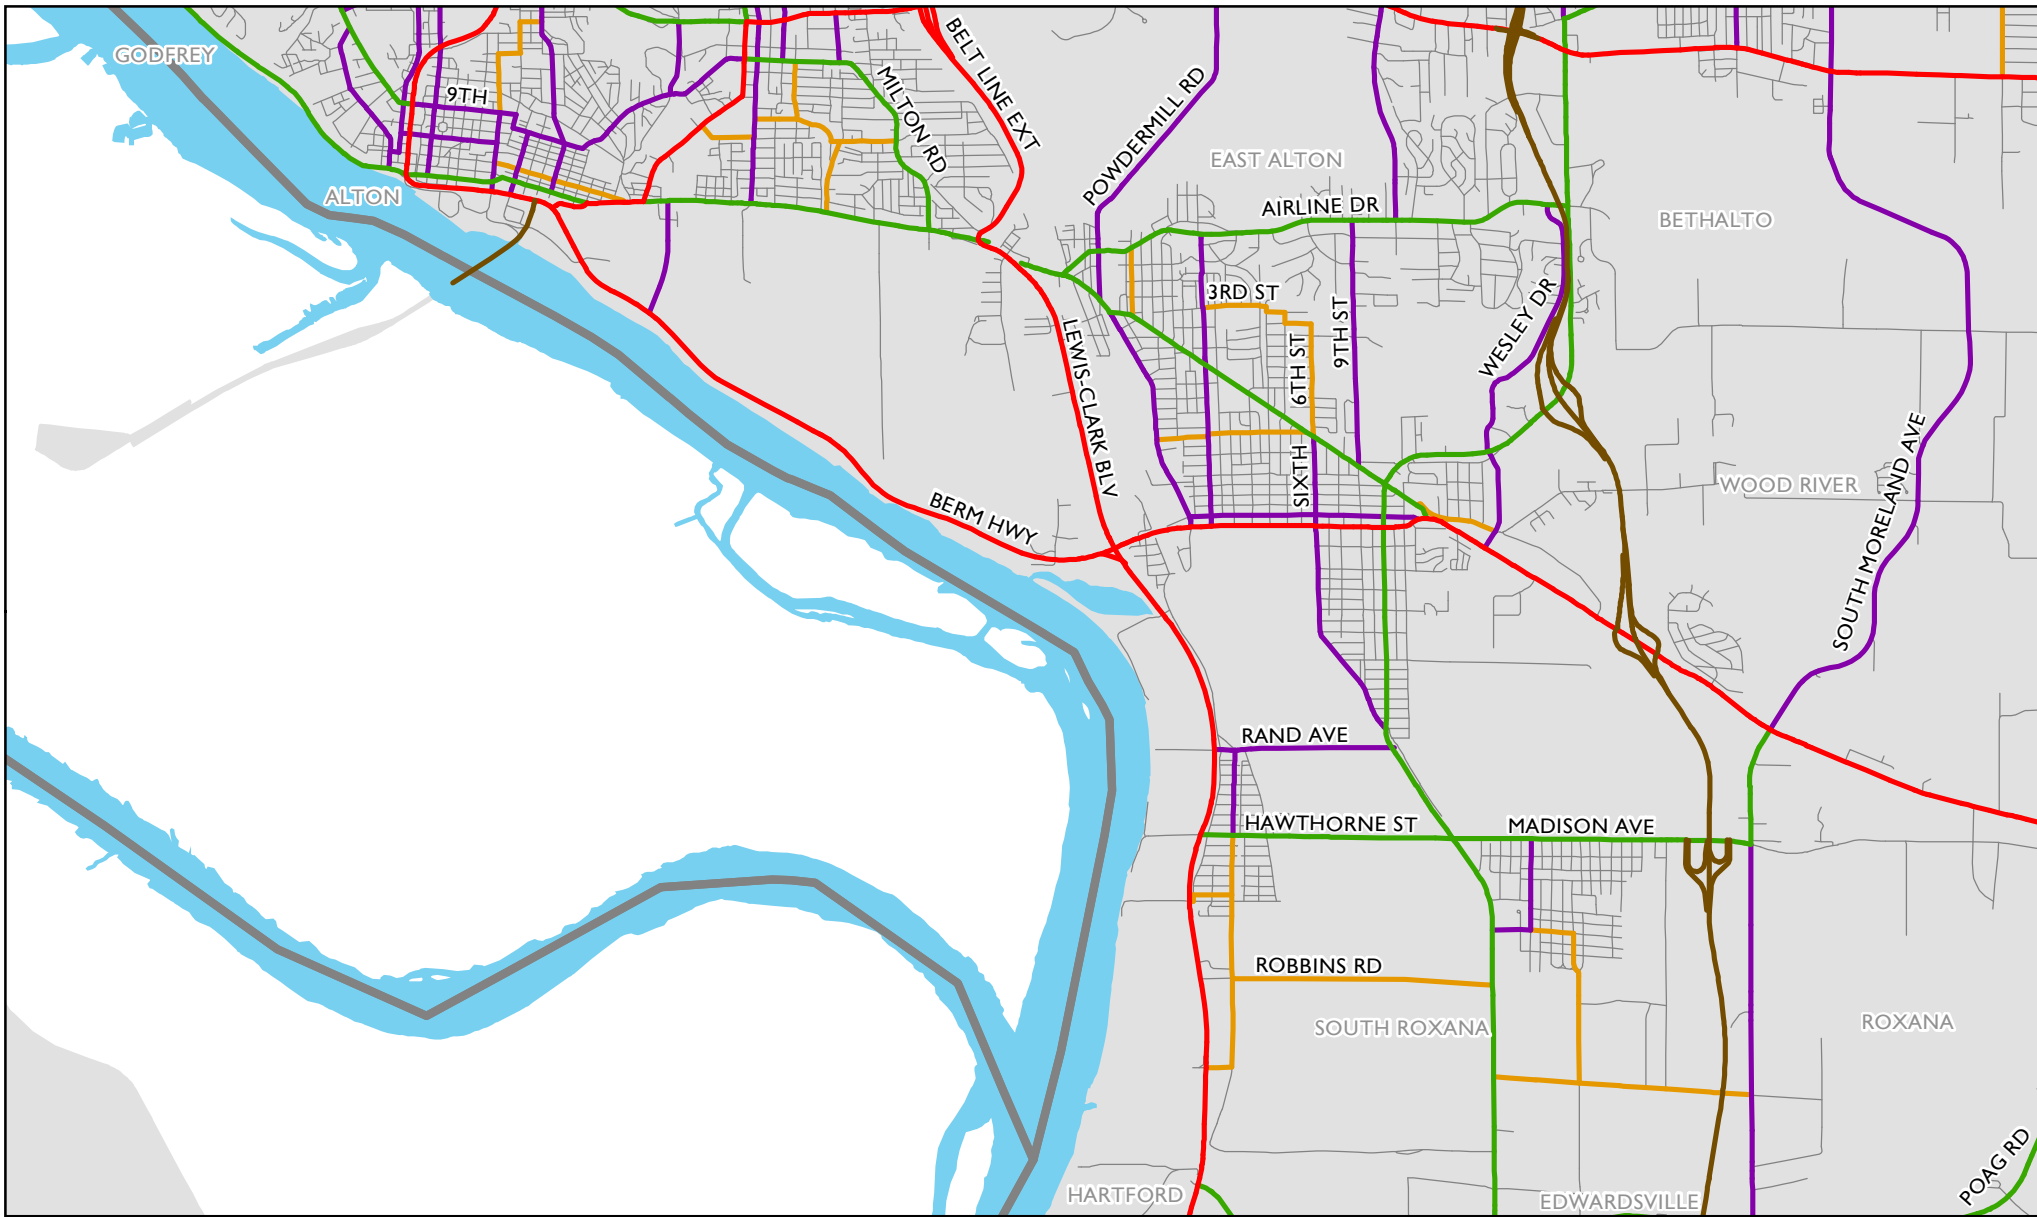 GODFREY
BELT LINE EXT
9TH
MILTON RD
POWDERMILL RD
EAST ALTON
ALTON
AIRLINE DR
BETHALTO
3RD ST
WESLEY DR
9TH ST
6TH ST
LEWIS-CLARK BLV
SIXTH
WOOD RIVER
SOUTH MORELAND AVE
BERM HWY
RAND AVE
HAWTHORNE ST
MADISON AVE
ROBBINS RD
SOUTH ROXANA
ROXANA
POAG RD
HARTFORD
EDWARDSVILLE